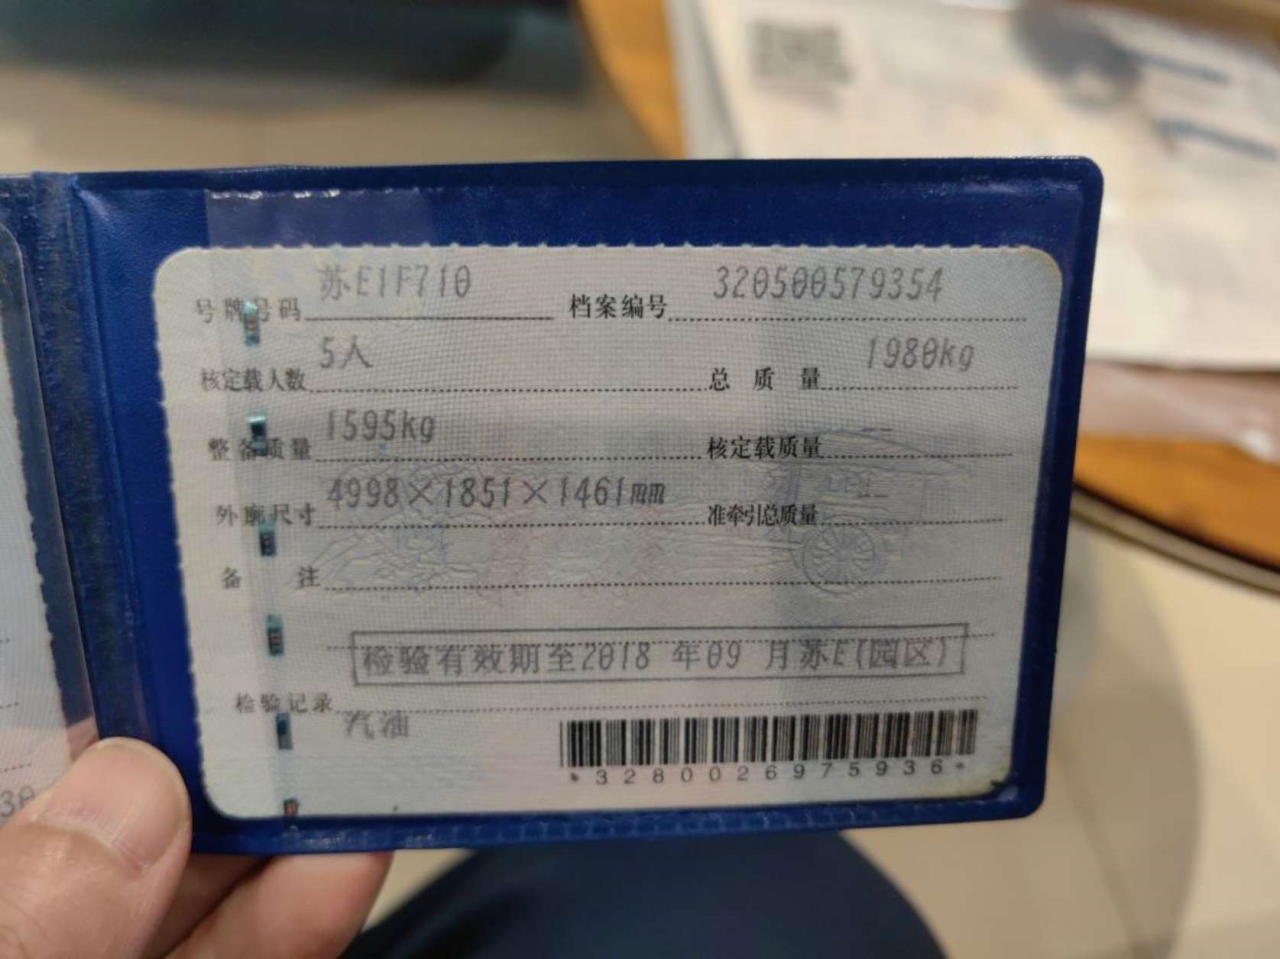 号牌号码 苏E1F710 档案编号 320500579354
核定载人数 5人 总质量 1980kg
整备质量 1595kg 核定载质量 --
外廓尺寸 4998×1851×1461mm 准牵引总质量 --
备注
检验有效期至2018 年09 月苏E(园区)
检验记录
汽油
*3280026975936*